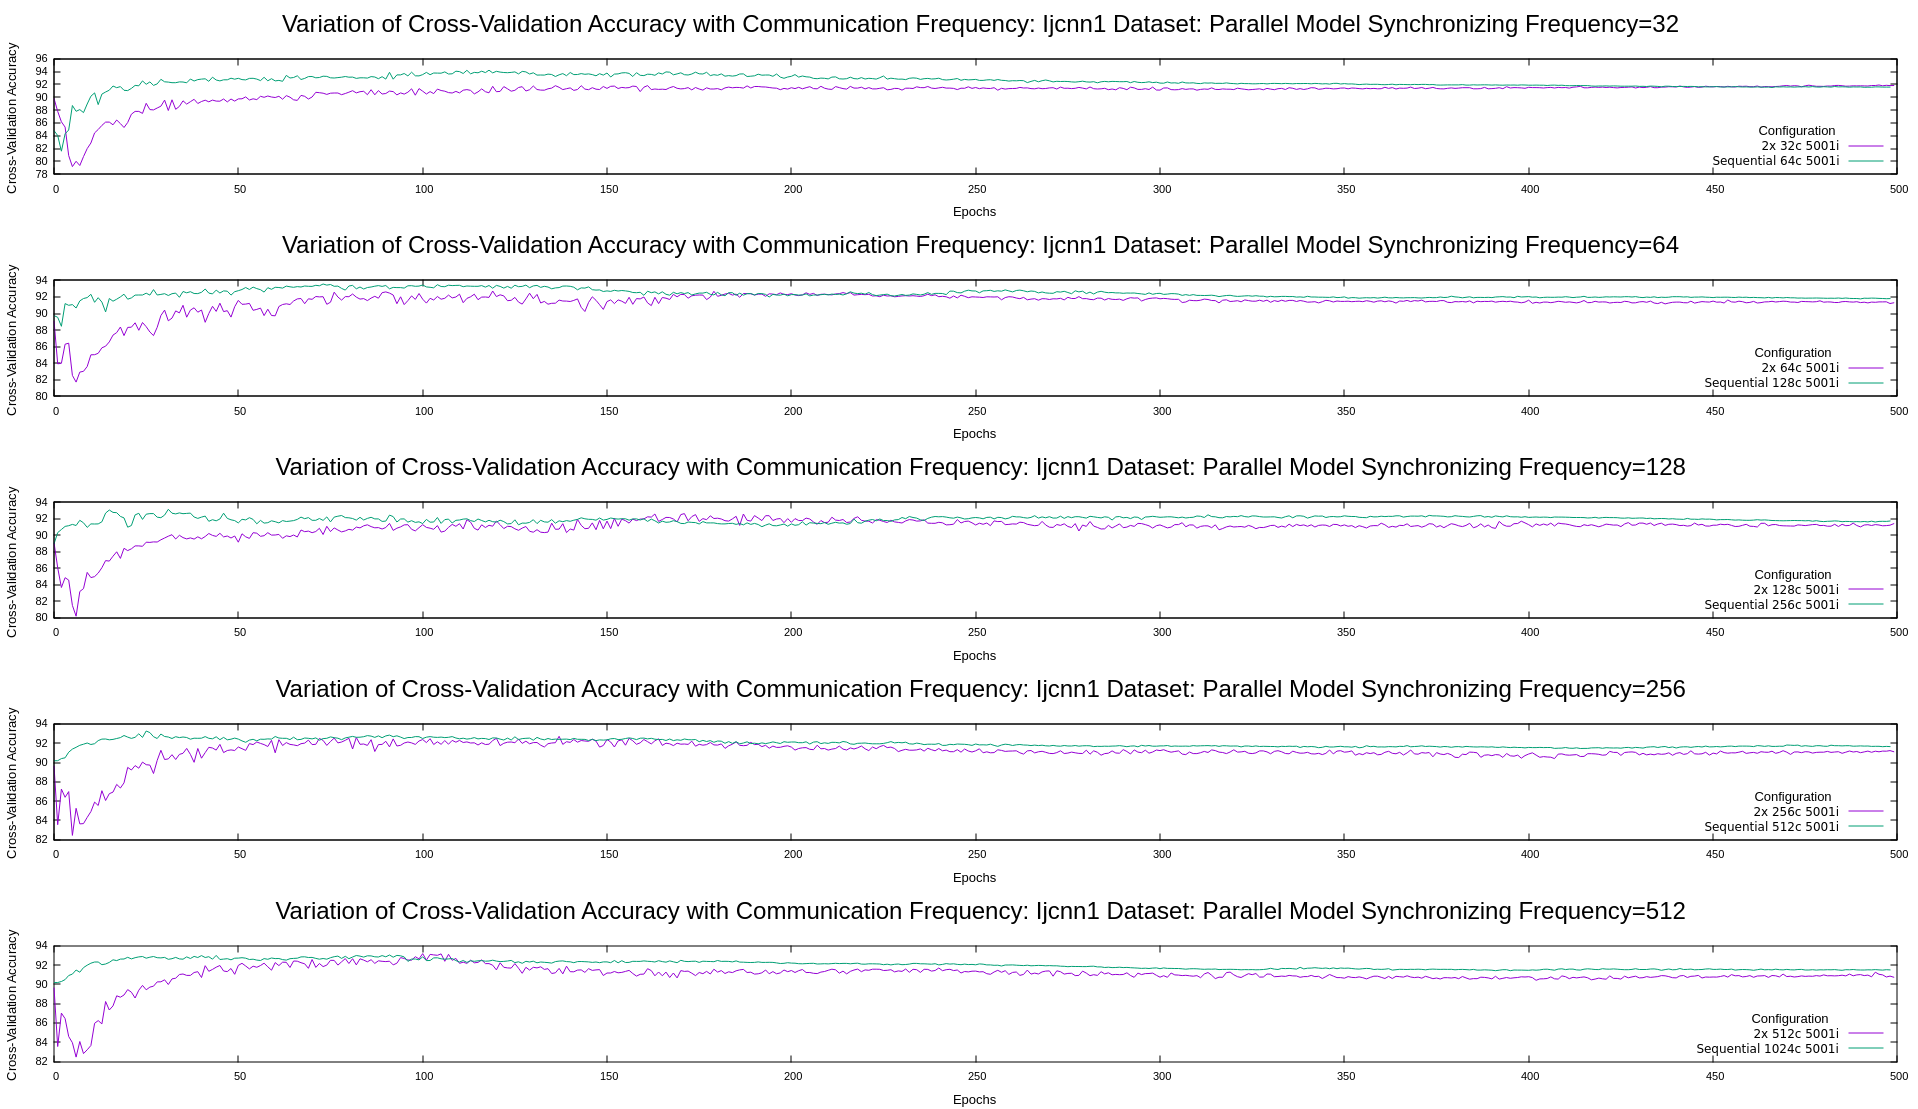 Variation of Cross-Validation Accuracy with Communication Frequency: Ijcnn1 Dataset: Parallel Model Synchronizing Frequency=32
Cross-Validation Accuracy
96
94
92
90
88
86
84
82
80
78
Configuration
2x 32c 5001i
Sequential 64c 5001i
0 50 100 150 200 250 300 350 400 450 500
Epochs
Variation of Cross-Validation Accuracy with Communication Frequency: Ijcnn1 Dataset: Parallel Model Synchronizing Frequency=64
Cross-Validation Accuracy
94
92
90
88
86
84
82
80
Configuration
2x 64c 5001i
Sequential 128c 5001i
0 50 100 150 200 250 300 350 400 450 500
Epochs
Variation of Cross-Validation Accuracy with Communication Frequency: Ijcnn1 Dataset: Parallel Model Synchronizing Frequency=128
Cross-Validation Accuracy
94
92
90
88
86
84
82
80
Configuration
2x 128c 5001i
Sequential 256c 5001i
0 50 100 150 200 250 300 350 400 450 500
Epochs
Variation of Cross-Validation Accuracy with Communication Frequency: Ijcnn1 Dataset: Parallel Model Synchronizing Frequency=256
Cross-Validation Accuracy
94
92
90
88
86
84
82
Configuration
2x 256c 5001i
Sequential 512c 5001i
0 50 100 150 200 250 300 350 400 450 500
Epochs
Variation of Cross-Validation Accuracy with Communication Frequency: Ijcnn1 Dataset: Parallel Model Synchronizing Frequency=512
Cross-Validation Accuracy
94
92
90
88
86
84
82
Configuration
2x 512c 5001i
Sequential 1024c 5001i
0 50 100 150 200 250 300 350 400 450 500
Epochs